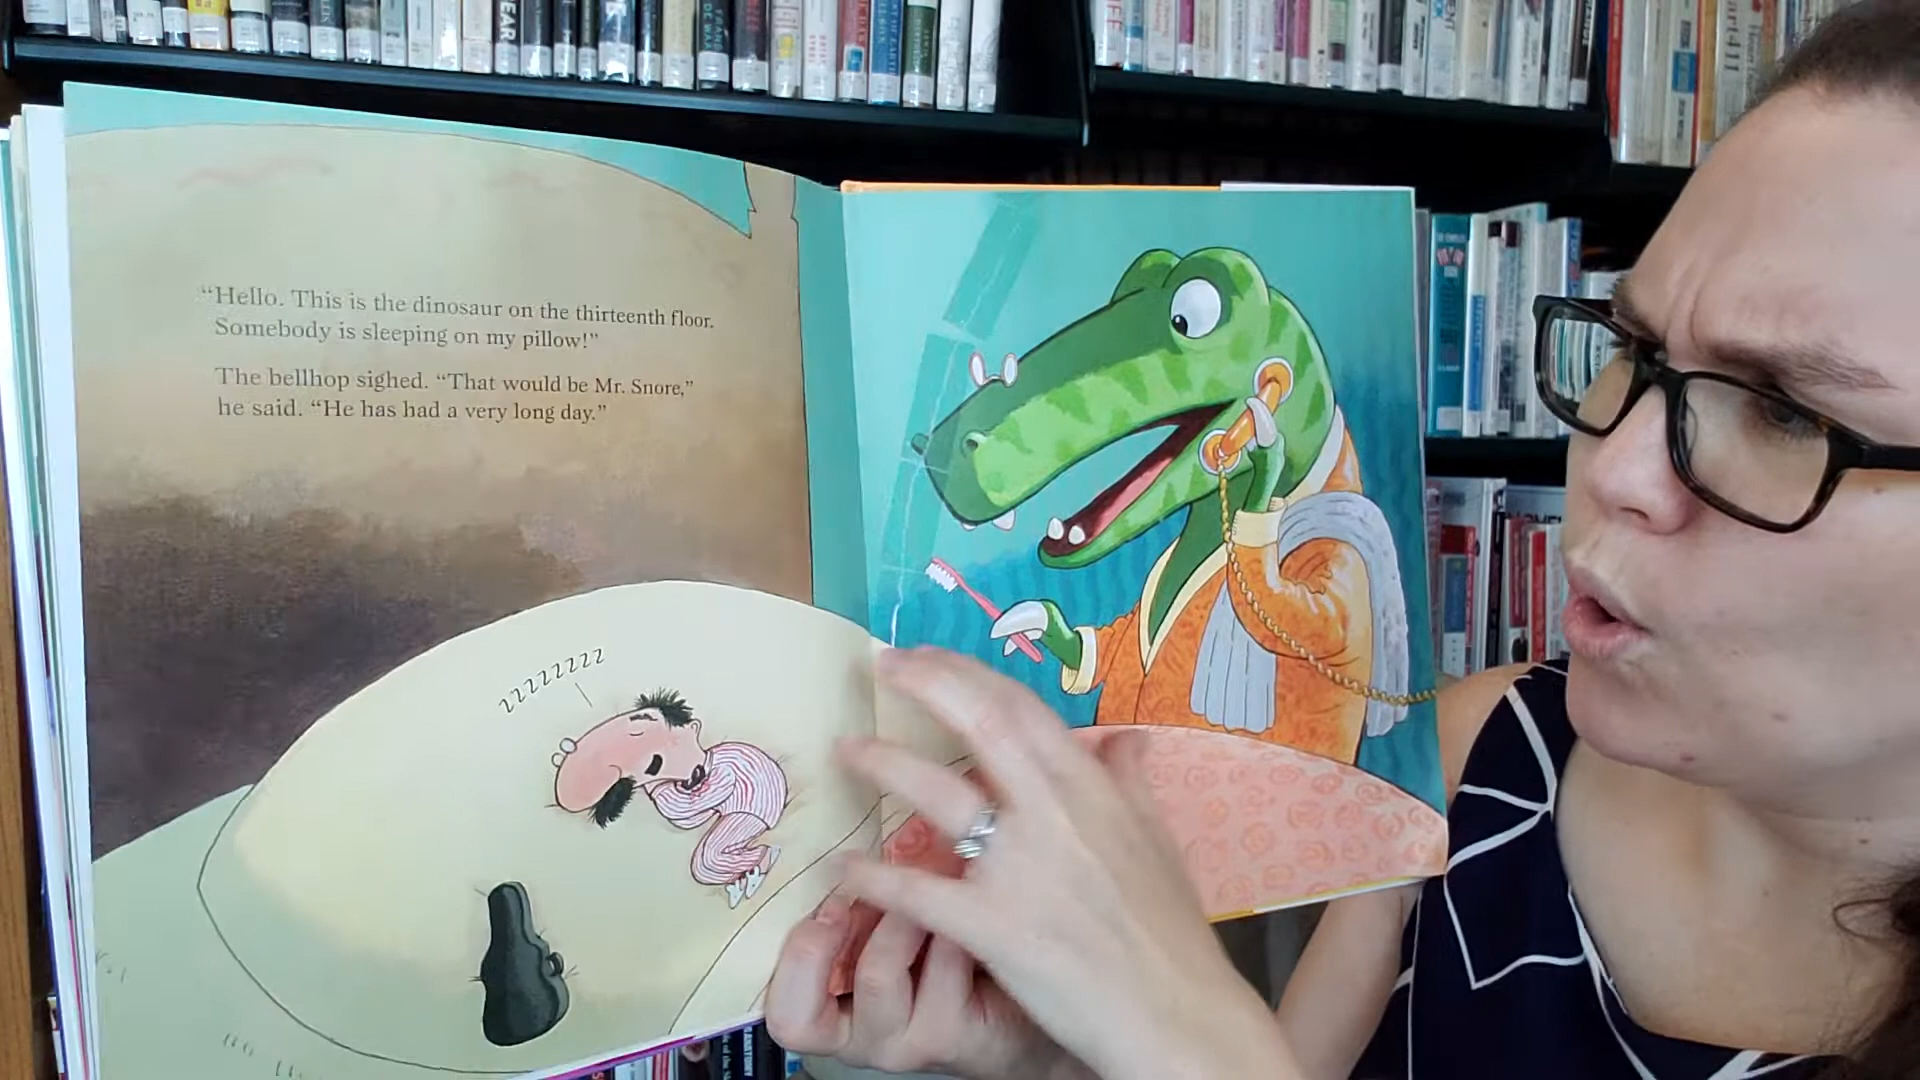 “Hello. This is the dinosaur on the thirteenth floor.
Somebody is sleeping on my pillow!”
The bellhop sighed. “That would be Mr. Snore,”
he said. “He has had a very long day.”
zzzzzzzz